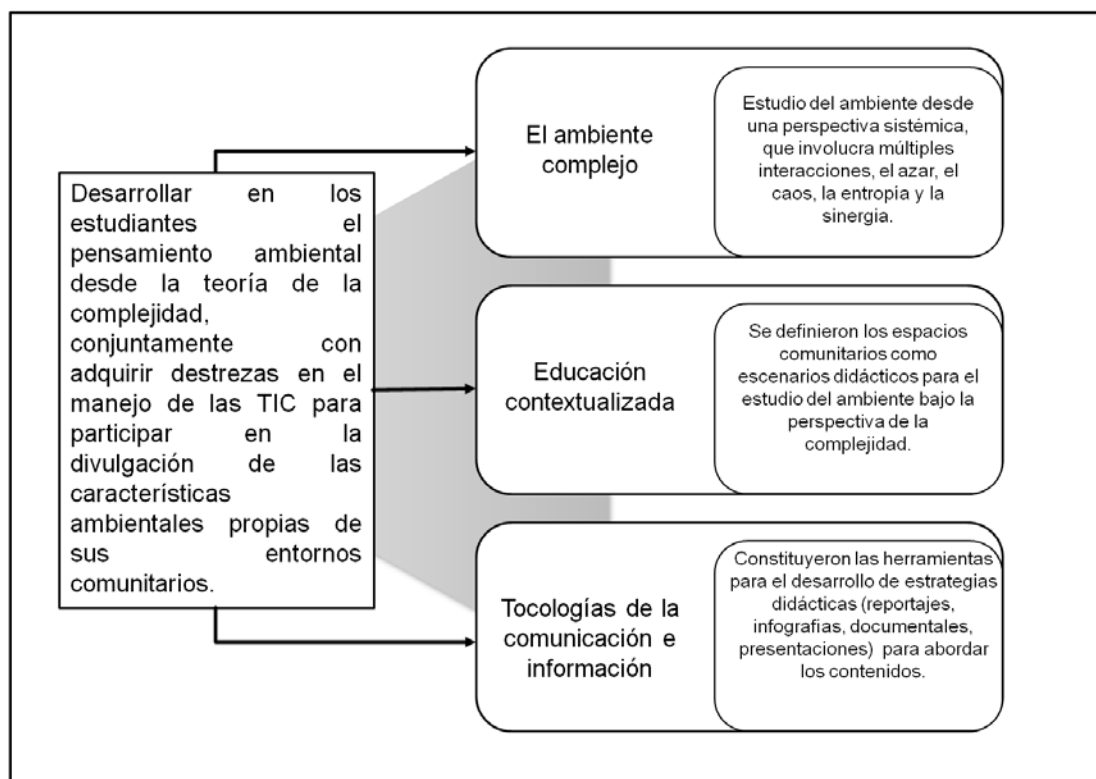 Desarrollar en los
estudiantes el
pensamiento ambiental
desde la teoría de la
complejidad,
conjuntamente con
adquirir destrezas en el
manejo de las TIC para
participar en la
divulgación de las
características
ambientales propias de
sus entornos
comunitarios.
El ambiente
complejo
Estudio del ambiente desde
una perspectiva sistémica,
que involucra múltiples
interacciones, el azar, el
caos, la entropía y la
sinergia.
Educación
contextualizada
Se definieron los espacios
comunitarios como
escenarios didácticos para el
estudio del ambiente bajo la
perspectiva de la
complejidad.
Tocologías de la
comunicación e
información
Constituyeron las herramientas
para el desarrollo de estrategias
didácticas (reportajes,
infografías, documentales,
presentaciones) para abordar
los contenidos.